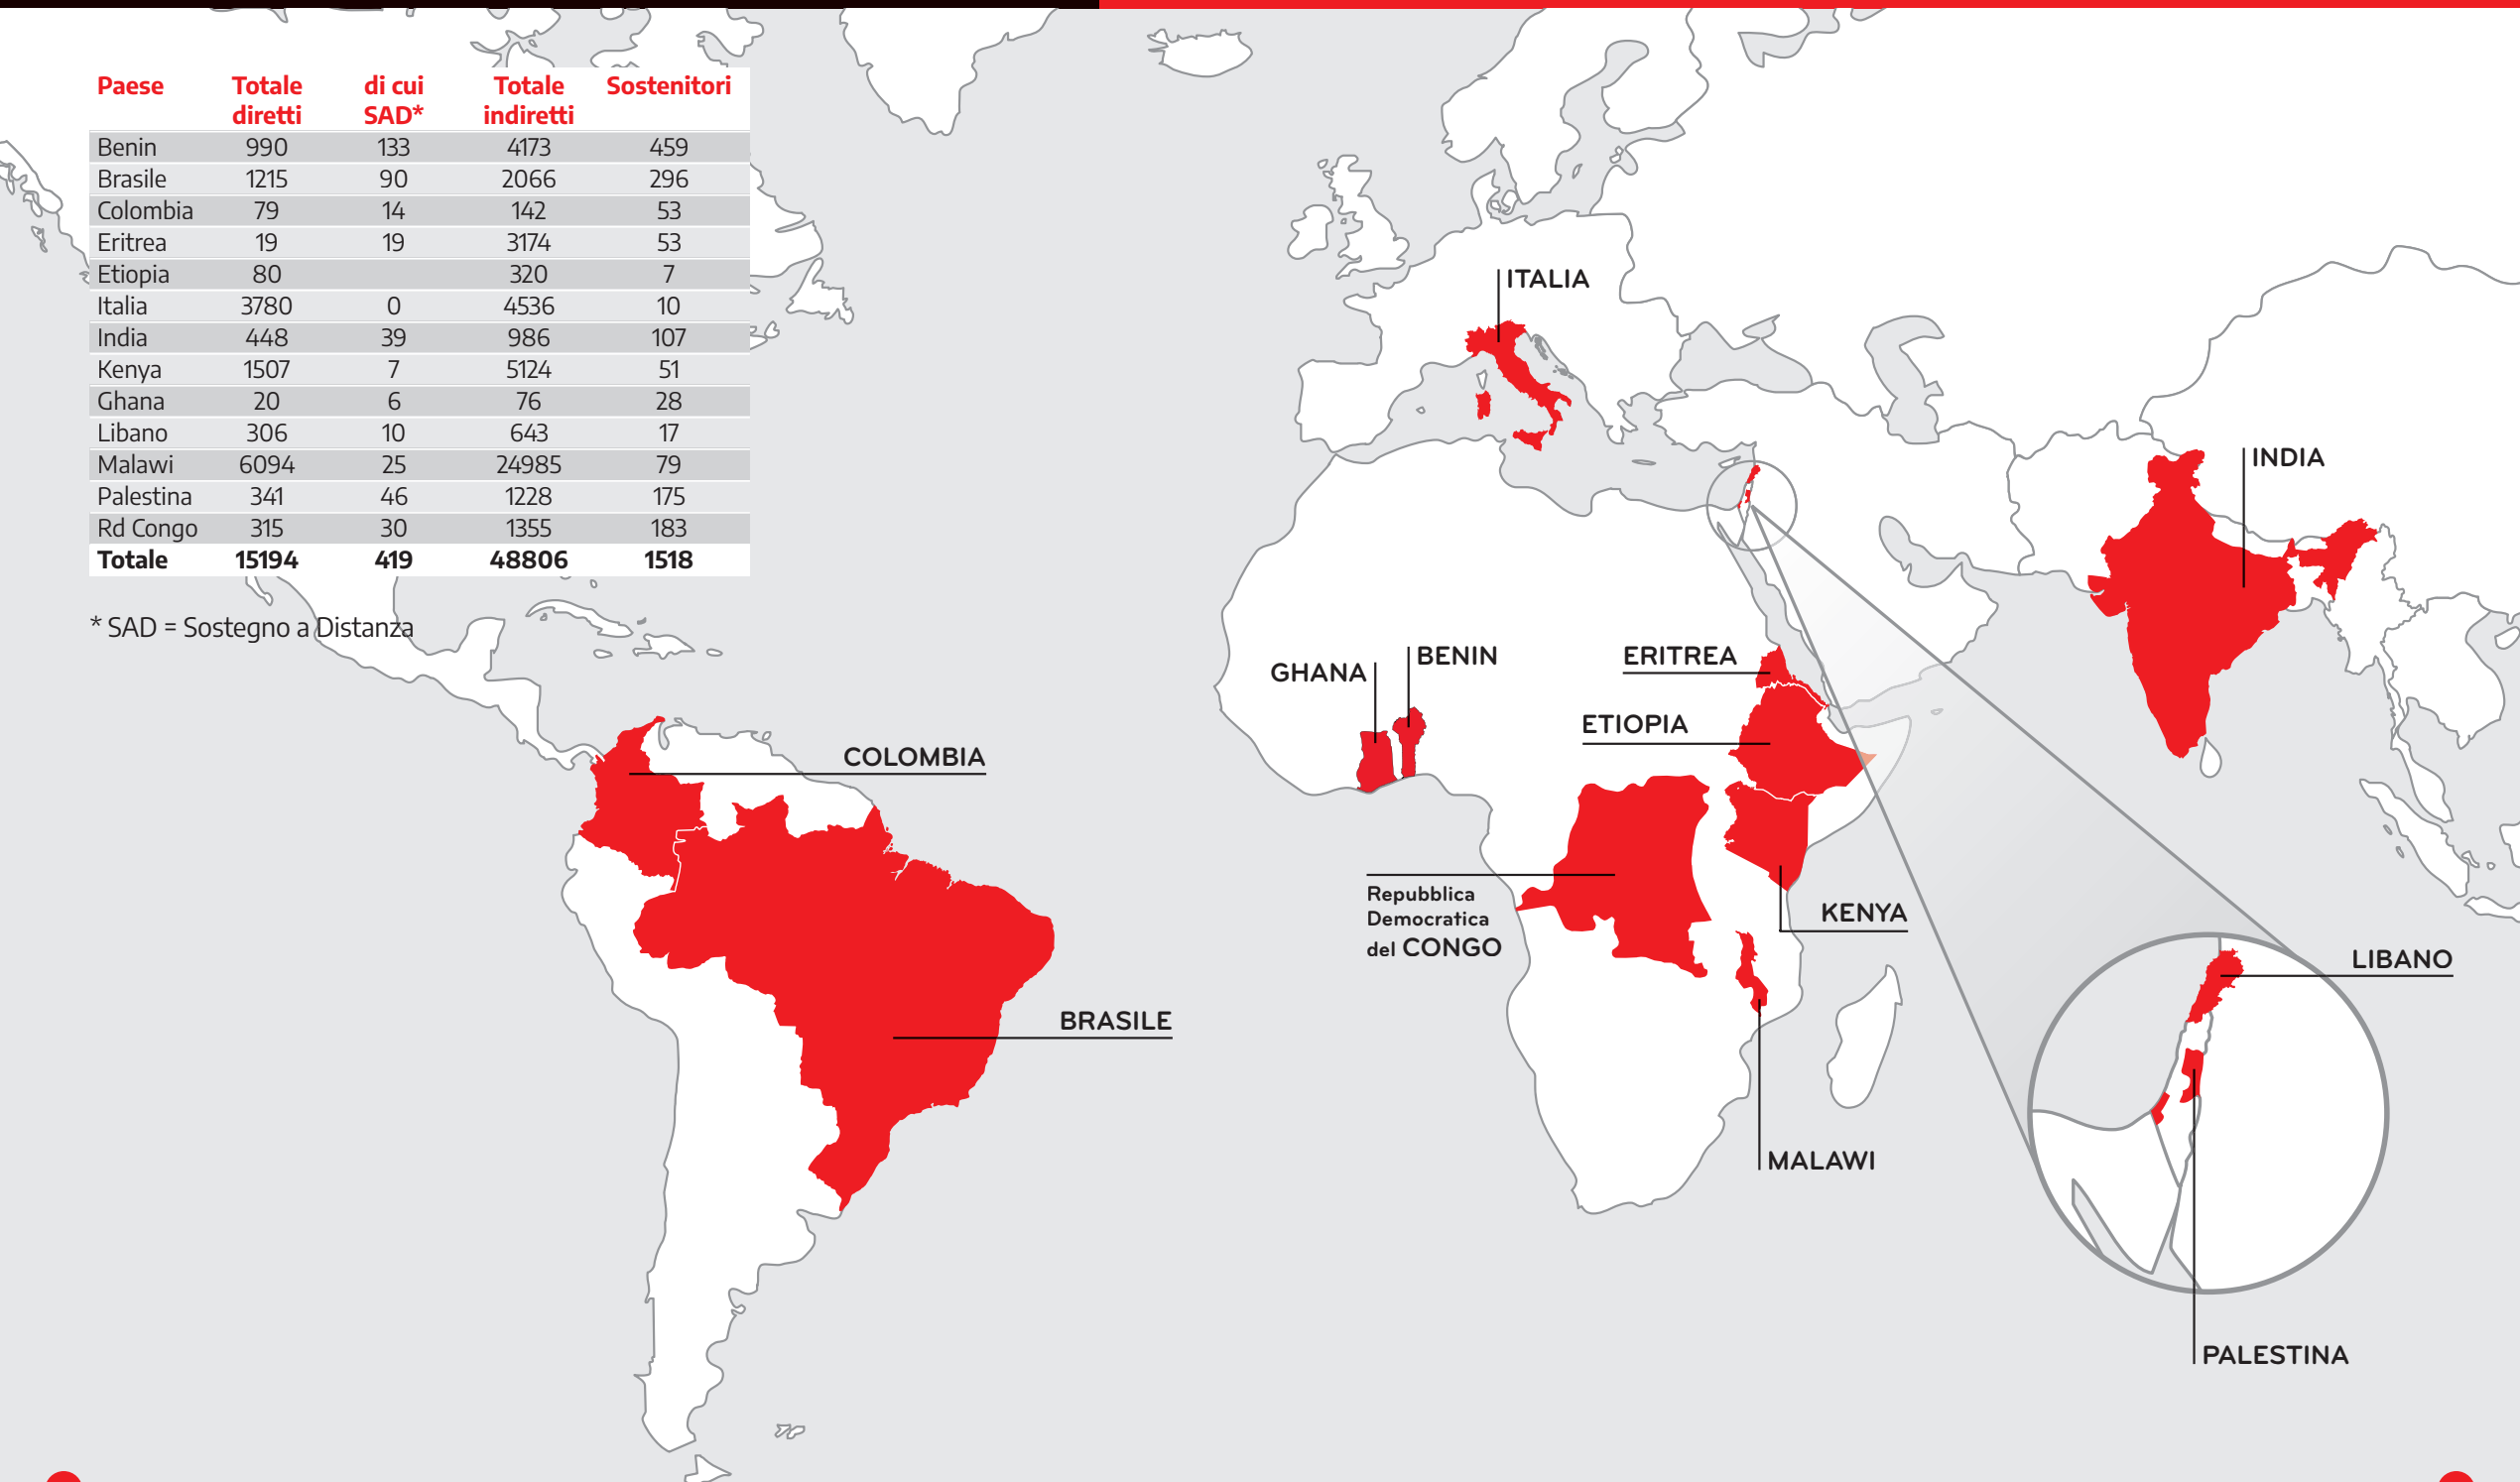 Paese Totale diretti di cui SAD* Totale indiretti Sostenitori
Benin 990 133 4173 459
Brasile 1215 90 2066 296
Colombia 79 14 142 53
Eritrea 19 19 3174 53
Etiopia 80 320 7
Italia 3780 0 4536 10
India 448 39 986 107
Kenya 1507 7 5124 51
Ghana 20 6 76 28
Libano 306 10 643 17
Malawi 6094 25 24985 79
Palestina 341 46 1228 175
Rd Congo 315 30 1355 183
Totale 15194 419 48806 1518
* SAD = Sostegno a Distanza
ITALIA
INDIA
GHANA
BENIN
ERITREA
ETIOPIA
COLOMBIA
Repubblica
Democratica
del CONGO
KENYA
LIBANO
BRASILE
MALAWI
PALESTINA